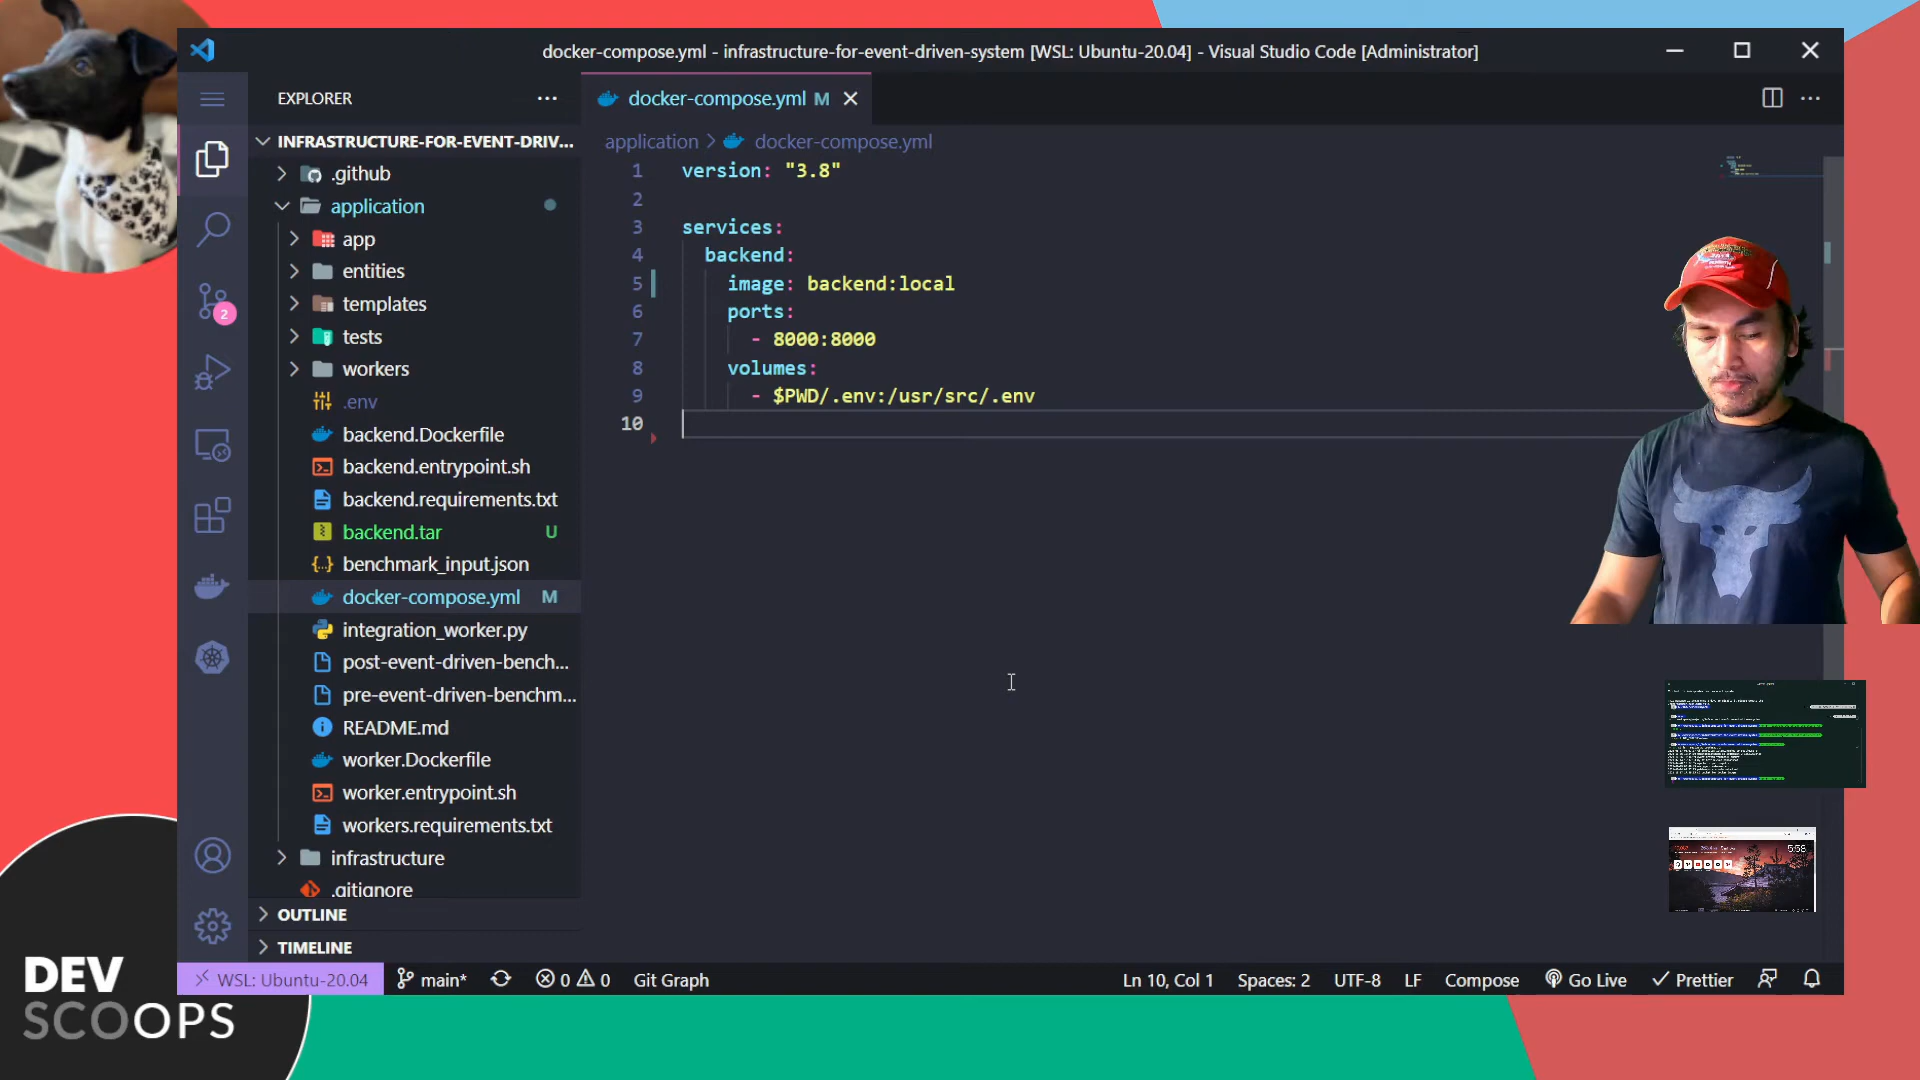 docker-compose.yml - infrastructure-for-event-driven-system [WSL: Ubuntu-20.04] - Visual Studio Code [Administrator]
EXPLORER
docker-compose.yml M
INFRASTRUCTURE-FOR-EVENT-DRIV...
application > docker-compose.yml
.github
application
app
entities
templates
tests
workers
.env
backend.Dockerfile
backend.entrypoint.sh
backend.requirements.txt
backend.tar U
benchmark_input.json
docker-compose.yml M
integration_worker.py
post-event-driven-bench...
pre-event-driven-benchm...
README.md
worker.Dockerfile
worker.entrypoint.sh
workers.requirements.txt
infrastructure
.gitignore
OUTLINE
TIMELINE
2
1 version: "3.8"
2
3 services:
4 backend:
5 image: backend:local
6 ports:
7 - 8000:8000
8 volumes:
9 - $PWD/.env:/usr/src/.env
10
5:58
WSL: Ubuntu-20.04
main*
0 0
Git Graph
Ln 10, Col 1
Spaces: 2
UTF-8
LF
Compose
Go Live
Prettier
DEV
SCOOPS